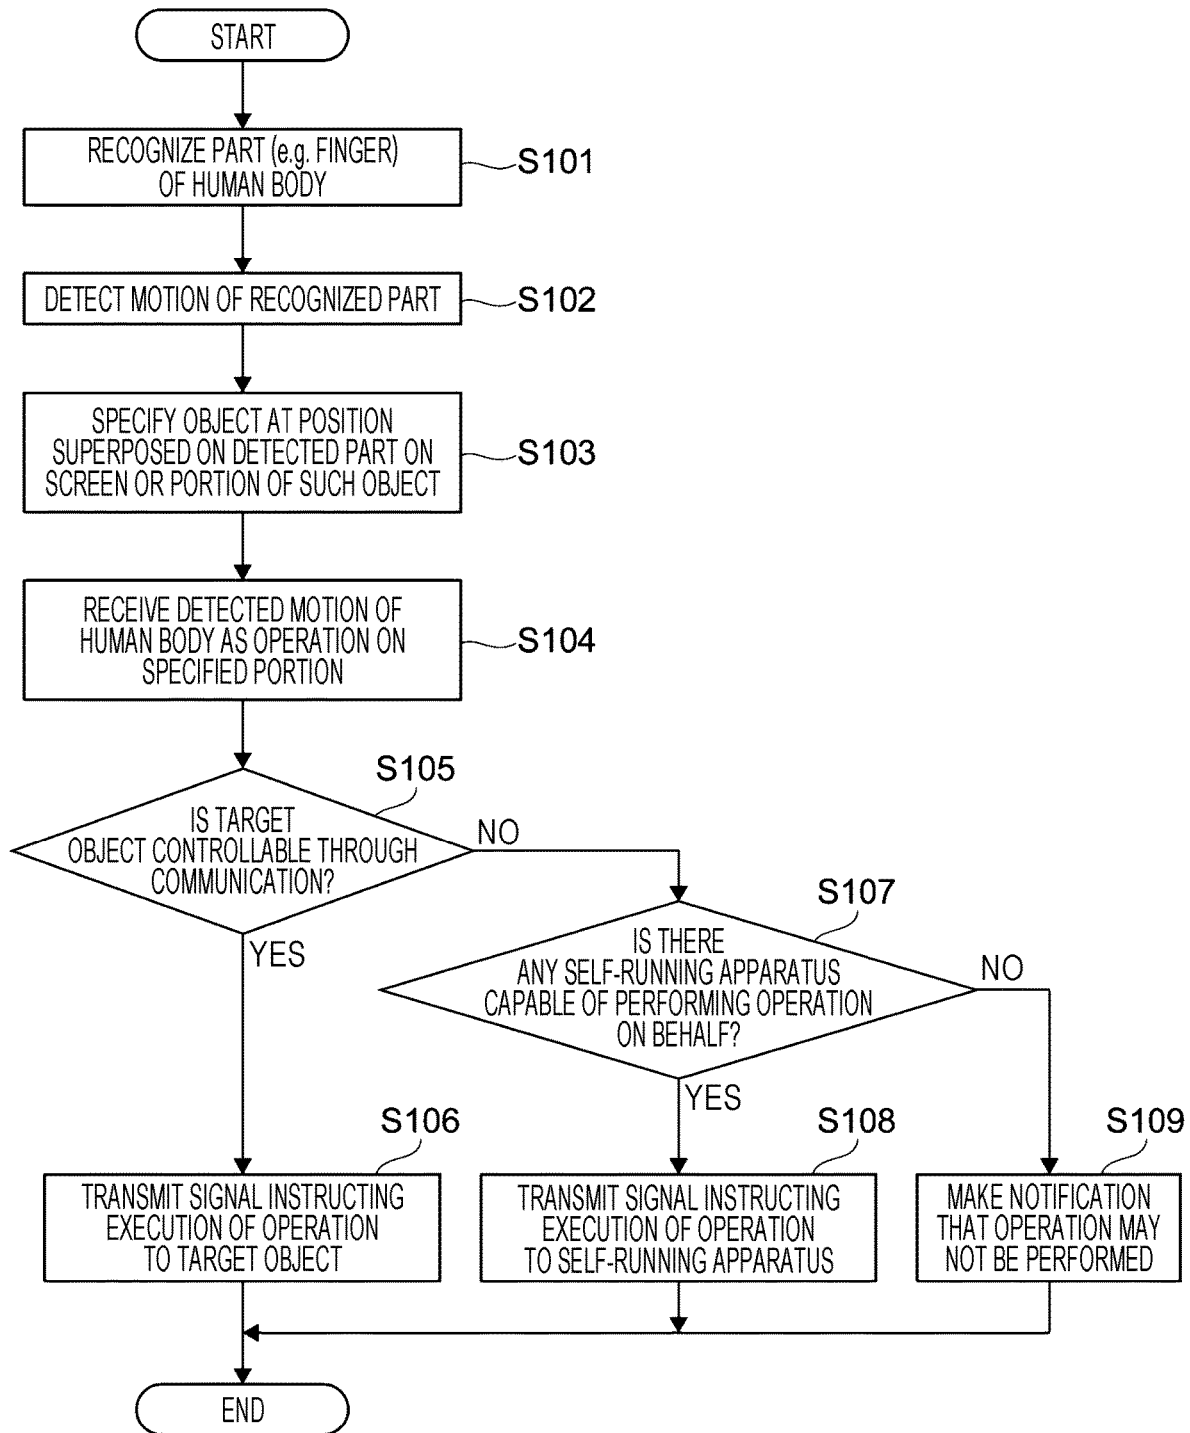 START
RECOGNIZE PART (e.g. FINGER)
OF HUMAN BODY
S101
DETECT MOTION OF RECOGNIZED PART
S102
SPECIFY OBJECT AT POSITION
SUPERPOSED ON DETECTED PART ON
SCREEN OR PORTION OF SUCH OBJECT
S103
RECEIVE DETECTED MOTION OF
HUMAN BODY AS OPERATION ON
SPECIFIED PORTION
S104
S105
IS TARGET
OBJECT CONTROLLABLE THROUGH
COMMUNICATION?
NO
YES
S107
IS THERE
ANY SELF-RUNNING APPARATUS
CAPABLE OF PERFORMING OPERATION
ON BEHALF?
NO
YES
S106
TRANSMIT SIGNAL INSTRUCTING
EXECUTION OF OPERATION
TO TARGET OBJECT
S108
TRANSMIT SIGNAL INSTRUCTING
EXECUTION OF OPERATION
TO SELF-RUNNING APPARATUS
S109
MAKE NOTIFICATION
THAT OPERATION MAY
NOT BE PERFORMED
END